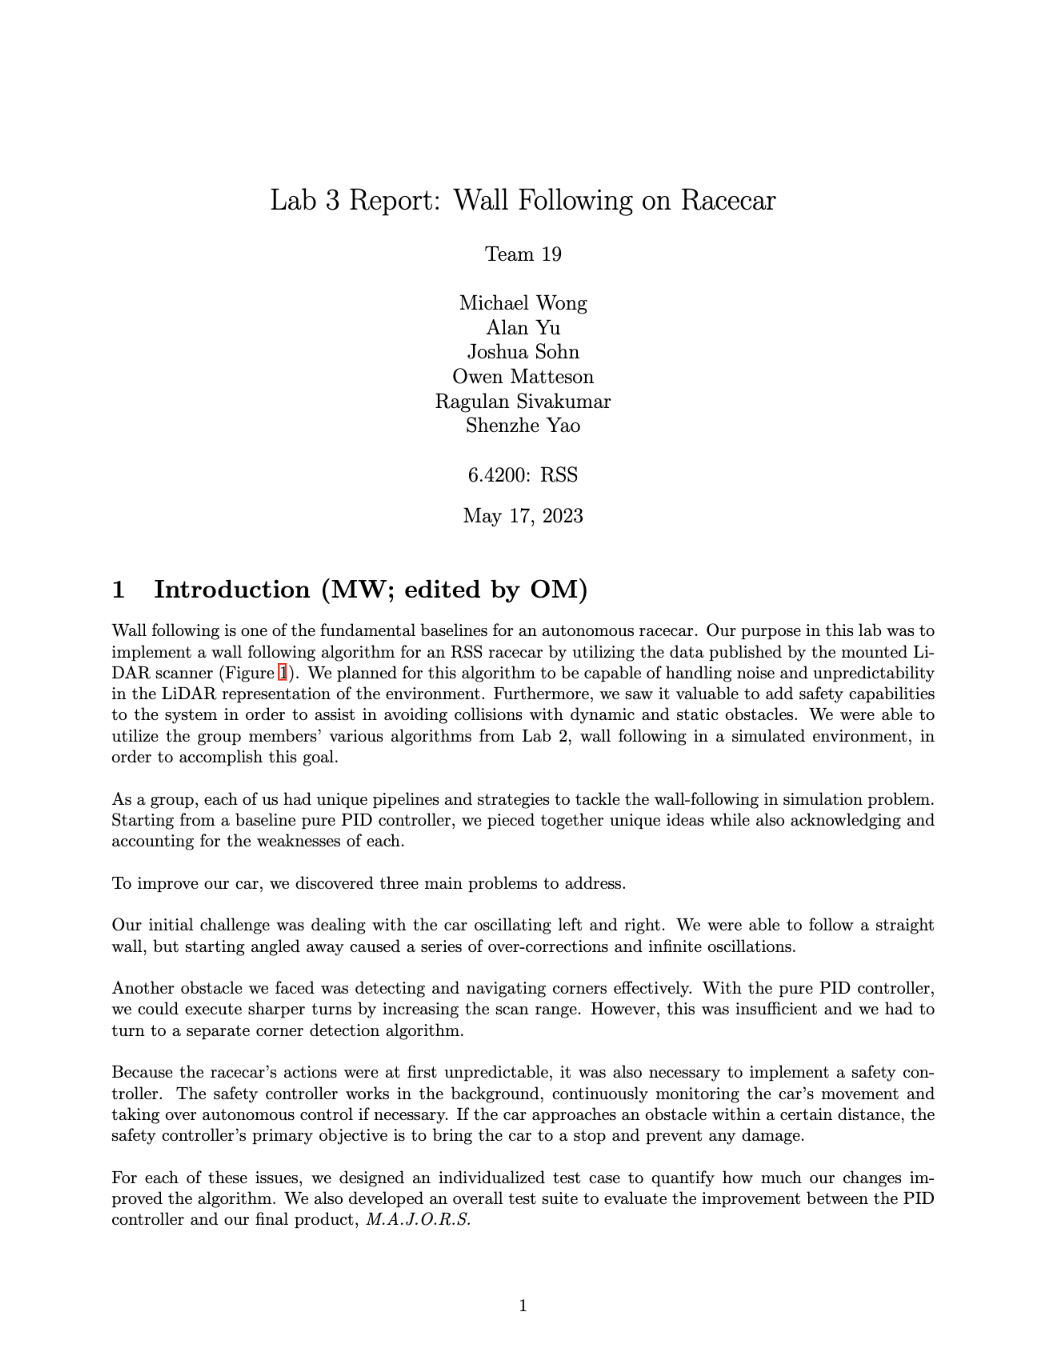 Lab 3 Report: Wall Following on Racecar
Team 19
Michael Wong
Alan Yu
Joshua Sohn
Owen Matteson
Ragulan Sivakumar
Shenzhe Yao
6.4200: RSS
May 17, 2023
1 Introduction (MW; edited by OM)
Wall following is one of the fundamental baselines for an autonomous racecar. Our purpose in this lab was to
implement a wall following algorithm for an RSS racecar by utilizing the data published by the mounted Li-
DAR scanner (Figure 1). We planned for this algorithm to be capable of handling noise and unpredictability
in the LiDAR representation of the environment. Furthermore, we saw it valuable to add safety capabilities
to the system in order to assist in avoiding collisions with dynamic and static obstacles. We were able to
utilize the group members' various algorithms from Lab 2, wall following in a simulated environment, in
order to accomplish this goal.
As a group, each of us had unique pipelines and strategies to tackle the wall-following in simulation problem.
Starting from a baseline pure PID controller, we pieced together unique ideas while also acknowledging and
accounting for the weaknesses of each.
To improve our car, we discovered three main problems to address.
Our initial challenge was dealing with the car oscillating left and right. We were able to follow a straight
wall, but starting angled away caused a series of over-corrections and infinite oscillations.
Another obstacle we faced was detecting and navigating corners effectively. With the pure PID controller,
we could execute sharper turns by increasing the scan range. However, this was insufficient and we had to
turn to a separate corner detection algorithm.
Because the racecar's actions were at first unpredictable, it was also necessary to implement a safety con-
troller. The safety controller works in the background, continuously monitoring the car's movement and
taking over autonomous control if necessary. If the car approaches an obstacle within a certain distance, the
safety controller's primary objective is to bring the car to a stop and prevent any damage.
For each of these issues, we designed an individualized test case to quantify how much our changes im-
proved the algorithm. We also developed an overall test suite to evaluate the improvement between the PID
controller and our final product, M.A.J.O.R.S.
1